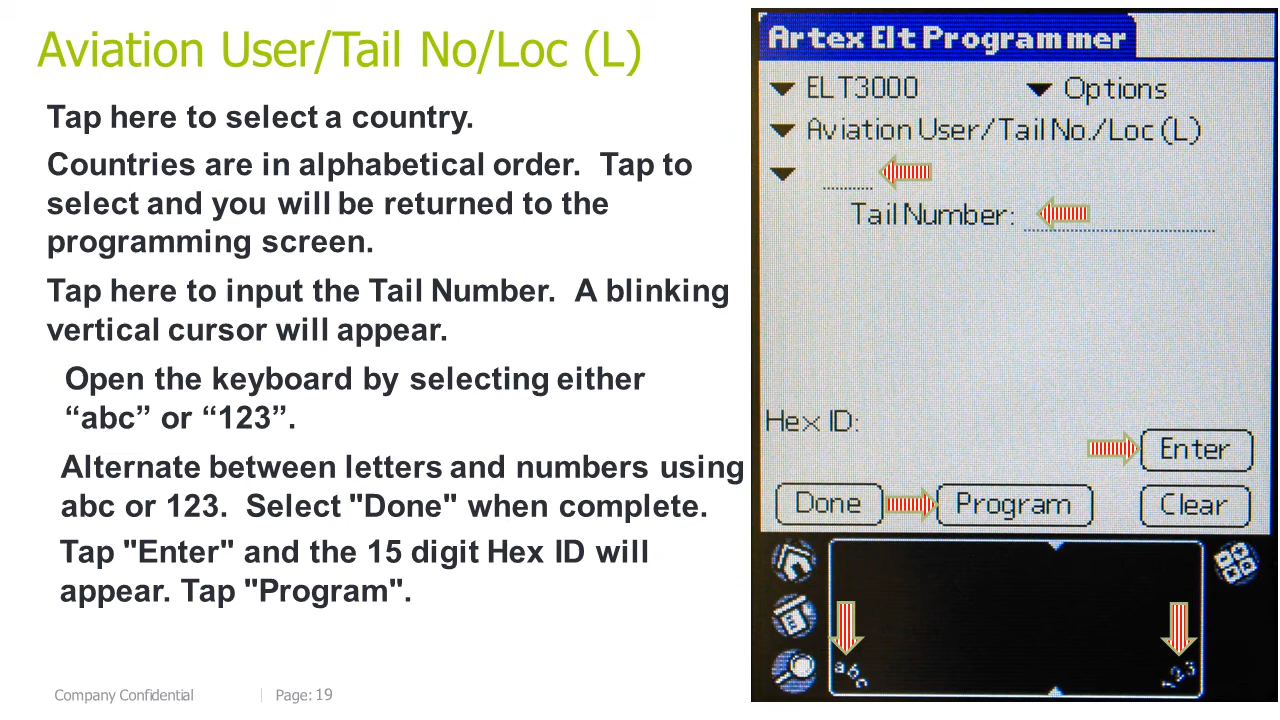 Aviation User/Tail No/Loc (L)
Tap here to select a country.
Countries are in alphabetical order.  Tap to
select and you will be returned to the
programming screen.
Tap here to input the Tail Number.  A blinking
vertical cursor will appear.
Open the keyboard by selecting either
“abc” or “123”.
Alternate between letters and numbers using
abc or 123.  Select "Done" when complete.
Tap "Enter" and the 15 digit Hex ID will
appear. Tap "Program".
Company Confidential
Page: 19
Artex Elt Programmer
ELT3000
Options
Aviation User/Tail No./Loc (L)
Tail Number:
Hex ID:
Enter
Done
Program
Clear
abc
123